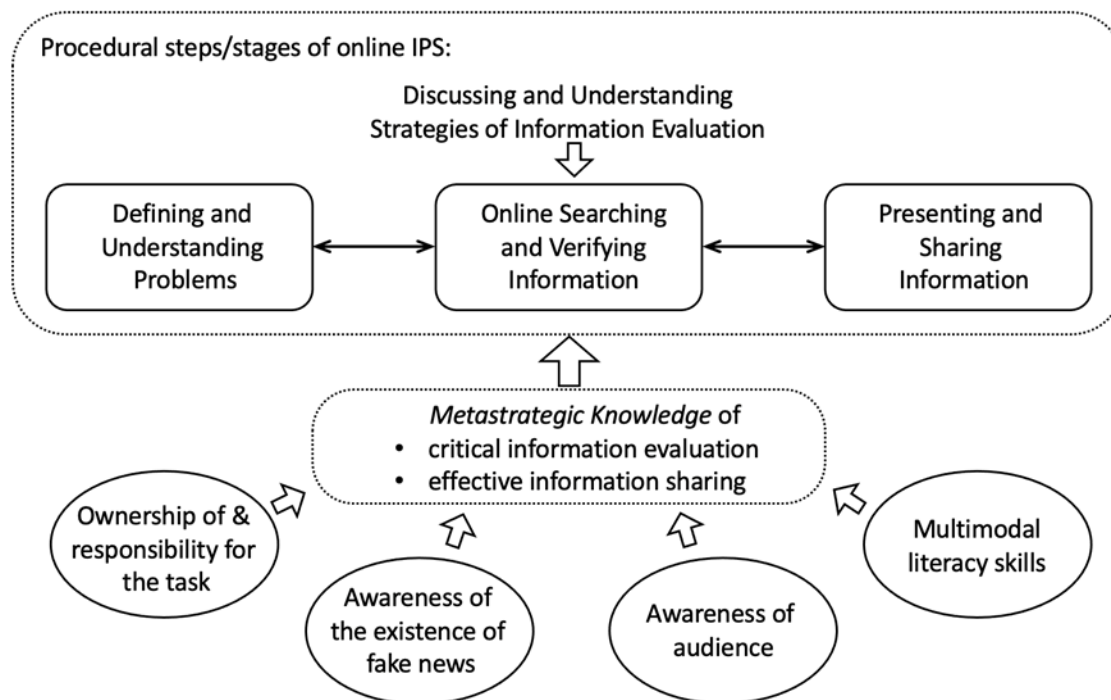 Procedural steps/stages of online IPS:
Discussing and Understanding
Strategies of Information Evaluation
Defining and
Understanding
Problems
Online Searching
and Verifying
Information
Presenting and
Sharing
Information
Metastrategic Knowledge of
• critical information evaluation
• effective information sharing
Ownership of &
responsibility for
the task
Awareness of
the existence of
fake news
Awareness of
audience
Multimodal
literacy skills